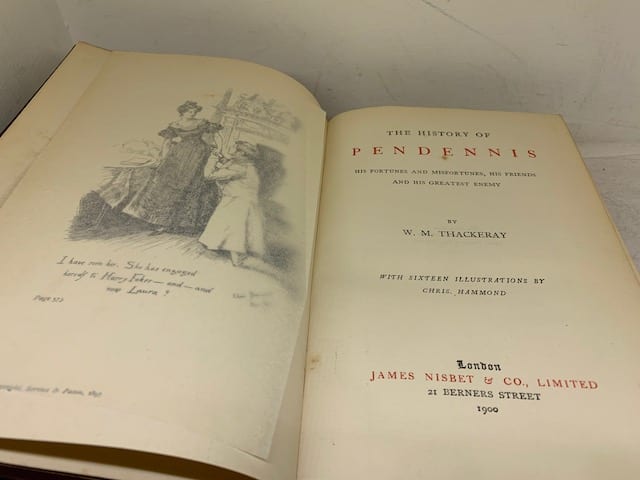 I have seen her. She has engaged
herself to Harry Foker — and — and
now Laura?
Page 573
THE HISTORY OF
PENDENNIS
HIS FORTUNES AND MISFORTUNES, HIS FRIENDS
AND HIS GREATEST ENEMY
BY
W. M. THACKERAY
WITH SIXTEEN ILLUSTRATIONS BY
CHRIS. HAMMOND
London
JAMES NISBET & CO., LIMITED
21 BERNERS STREET
1900